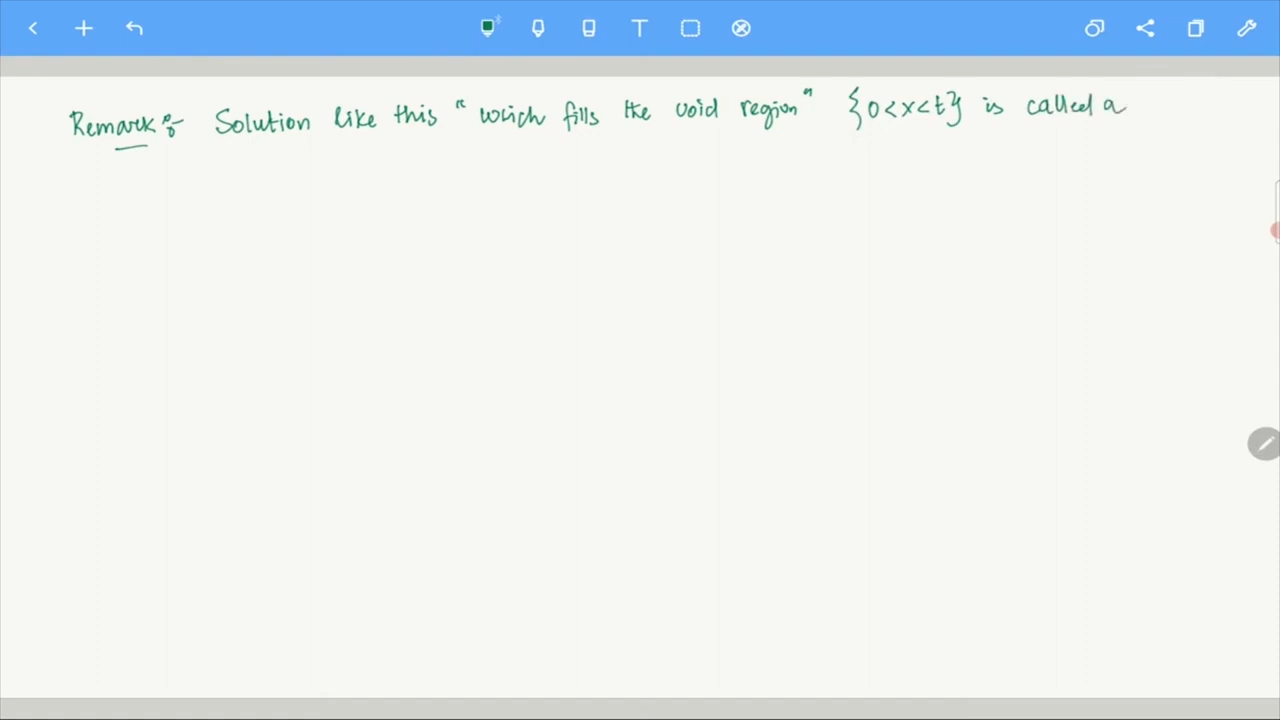 Remark :- Solution like this "which fills the void region" {0<x<t} is called a